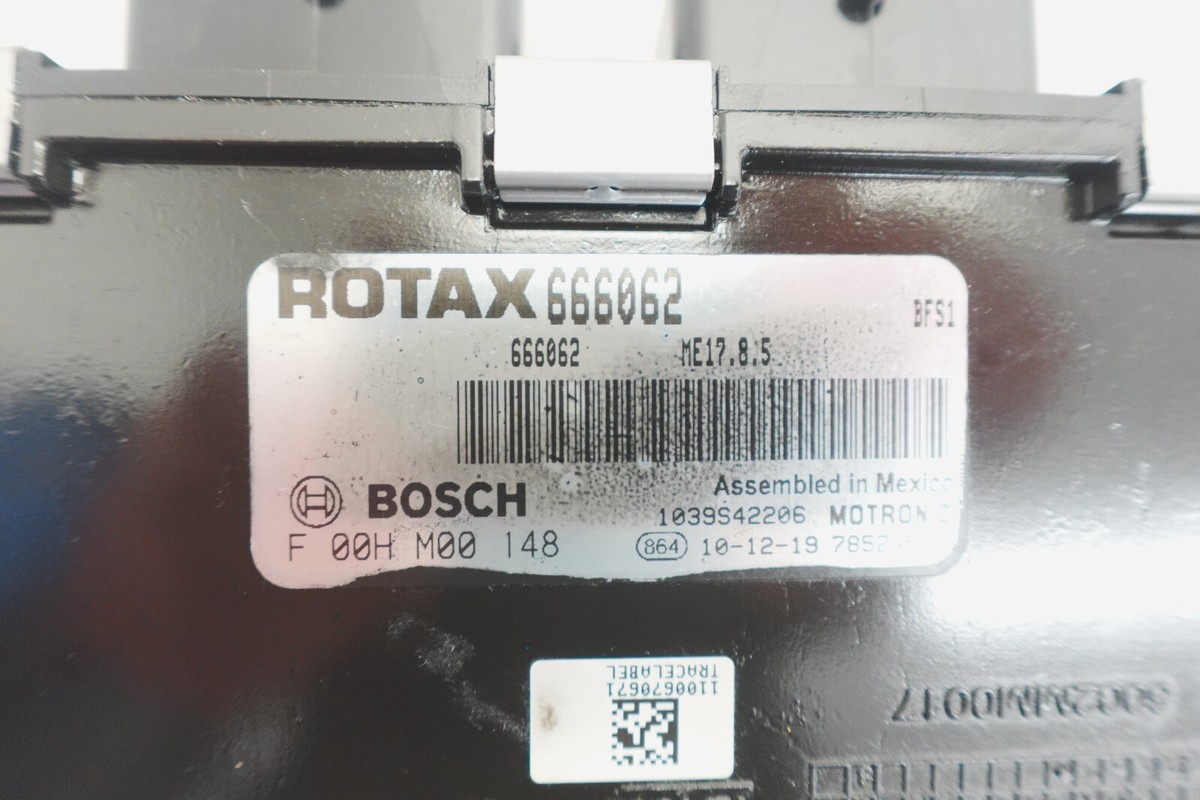 ROTAX 666062
BFS1
666062 ME17.8.5
BOSCH
Assembled in Mexico
1039S42206 MOTRON
F 00H M00 148
864 10-12-19 7852
1100670671
TRACELABEL